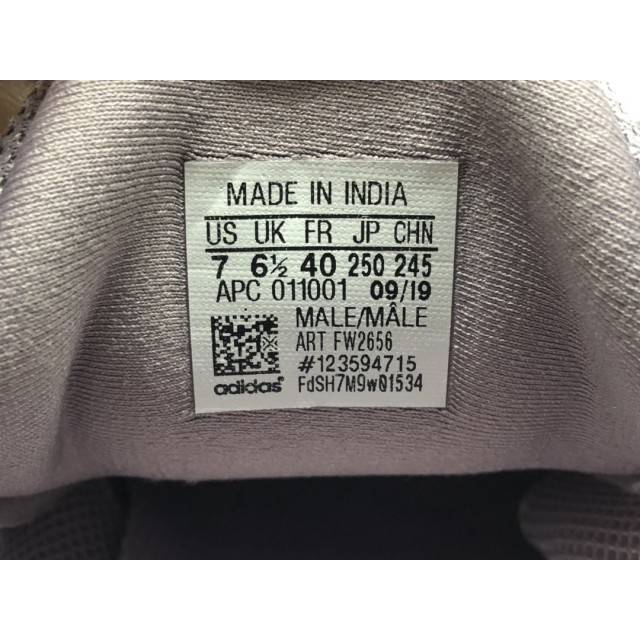 MADE IN INDIA
US UK FR JP CHN
7 6½ 40 250 245
APC 011001 09/19
MALE/MÂLE
ART FW2656
#123594715
adidas® FdSH7M9w01534